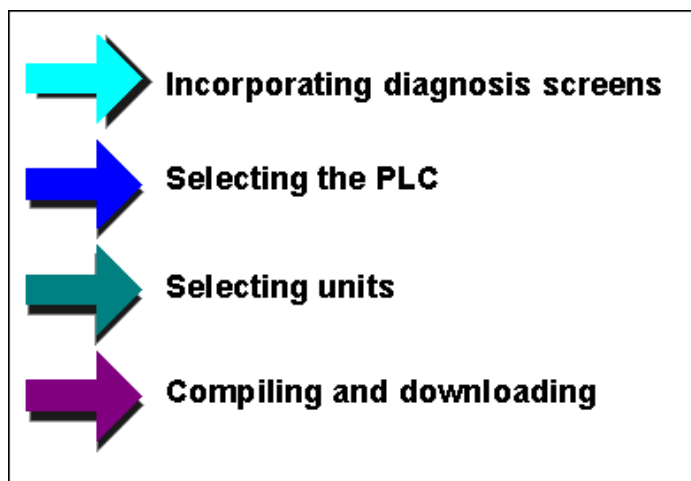 Incorporating diagnosis screens
Selecting the PLC
Selecting units
Compiling and downloading